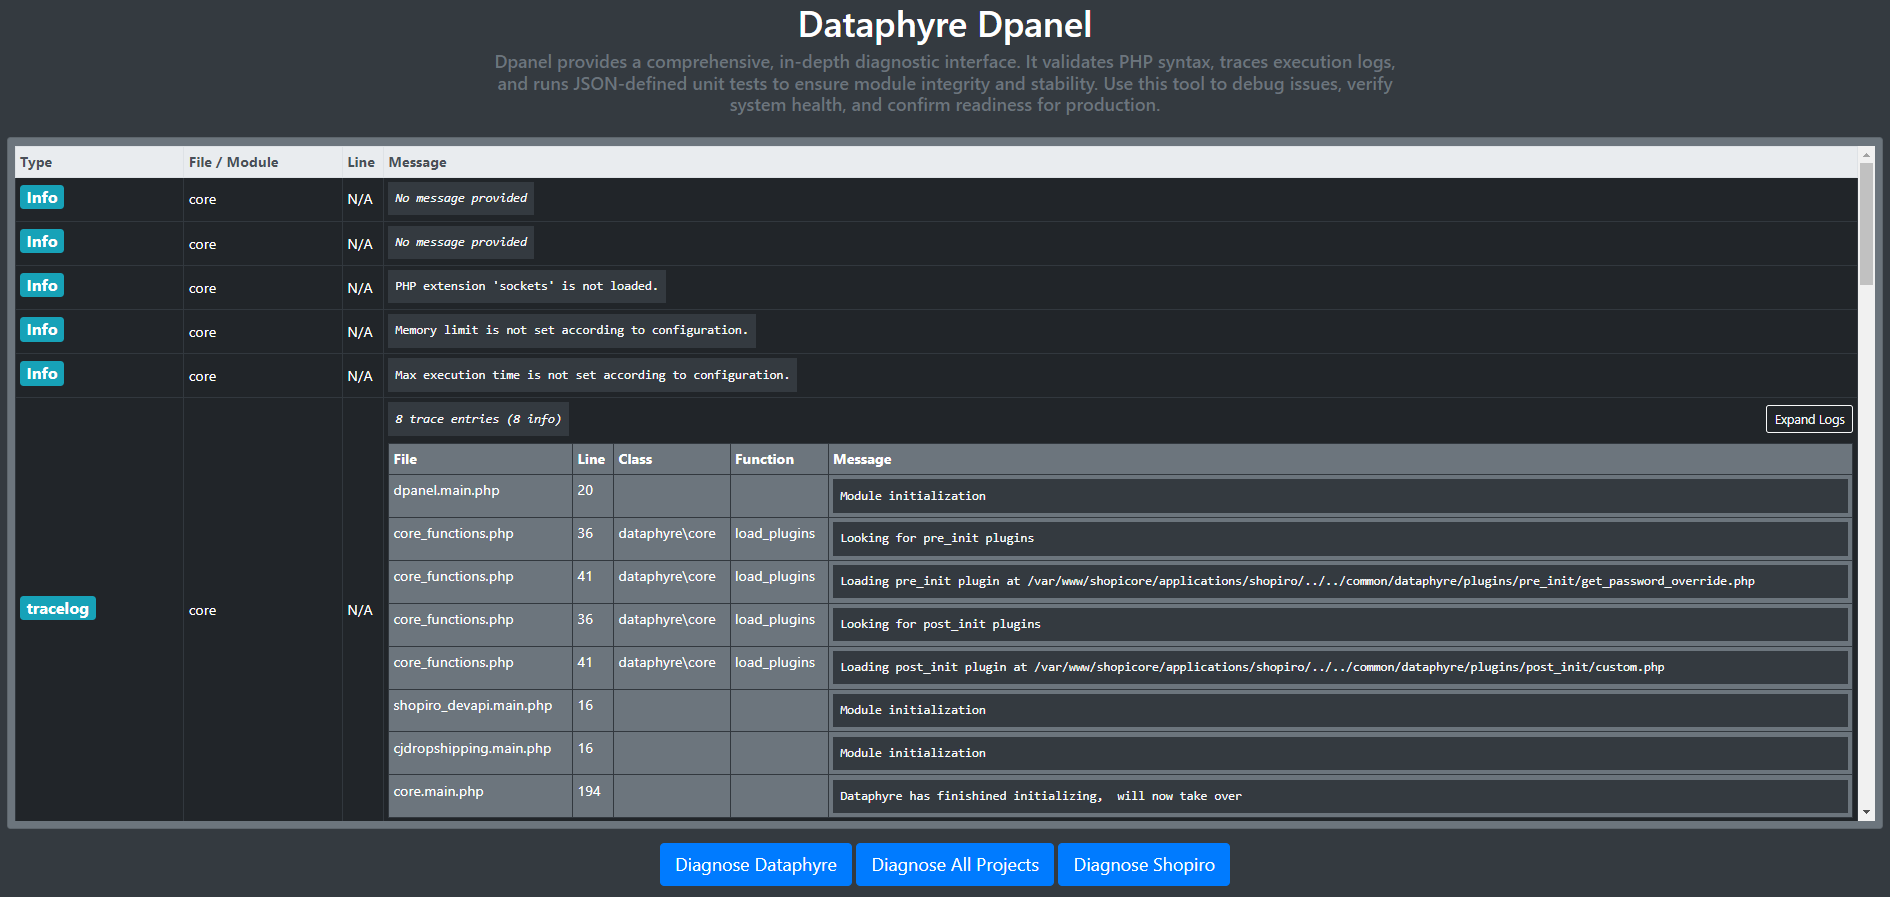 Dataphyre Dpanel
Dpanel provides a comprehensive, in-depth diagnostic interface. It validates PHP syntax, traces execution logs,
and runs JSON-defined unit tests to ensure module integrity and stability. Use this tool to debug issues, verify
system health, and confirm readiness for production.
Type File / Module Line Message
Info core N/A No message provided
Info core N/A No message provided
Info core N/A PHP extension 'sockets' is not loaded.
Info core N/A Memory limit is not set according to configuration.
Info core N/A Max execution time is not set according to configuration.
tracelog core N/A 8 trace entries (8 info) Expand Logs
File Line Class Function Message
dpanel.main.php 20 Module initialization
core_functions.php 36 dataphyre\core load_plugins Looking for pre_init plugins
core_functions.php 41 dataphyre\core load_plugins Loading pre_init plugin at /var/www/shopicore/applications/shopiro/../../common/dataphyre/plugins/pre_init/get_password_override.php
core_functions.php 36 dataphyre\core load_plugins Looking for post_init plugins
core_functions.php 41 dataphyre\core load_plugins Loading post_init plugin at /var/www/shopicore/applications/shopiro/../../common/dataphyre/plugins/post_init/custom.php
shopiro_devapi.main.php 16 Module initialization
cjdropshipping.main.php 16 Module initialization
core.main.php 194 Dataphyre has finishined initializing,  will now take over
Diagnose Dataphyre Diagnose All Projects Diagnose Shopiro